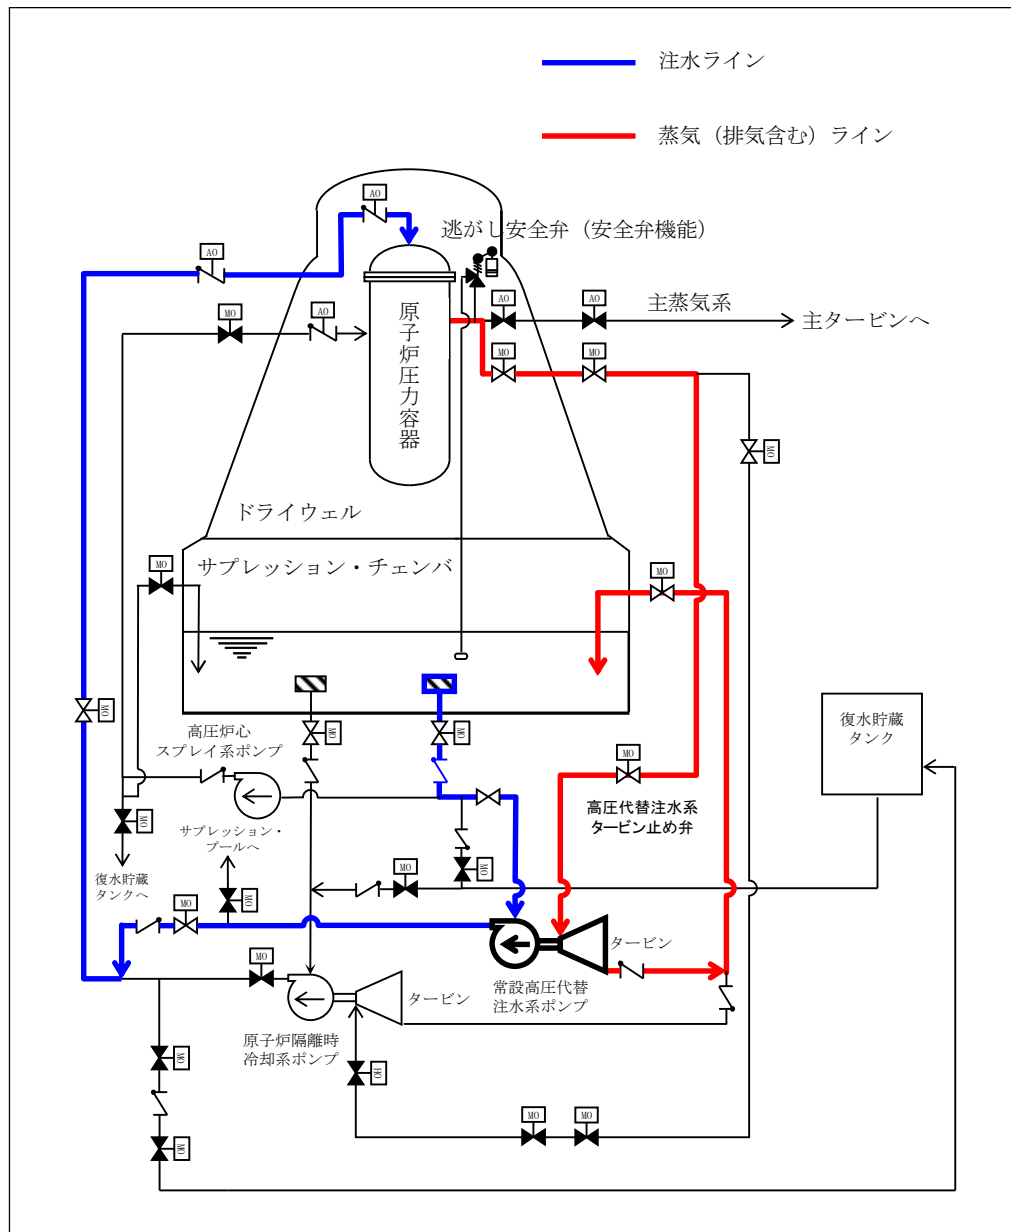 注水ライン
蒸気（排気含む）ライン
AO
逃がし安全弁（安全弁機能）
AO
MO
AO
AO
AO
主蒸気系
主タービンへ
原子炉圧力容器
MO
MO
MO
ドライウェル
サプレッション・チェンバ
MO
MO
MO
高圧炉心
スプレイ系ポンプ
MO
MO
復水貯蔵
タンク
MO
高圧代替注水系
タービン止め弁
MO
サプレッション・
プールへ
復水貯蔵
タンクへ
MO
MO
MO
MO
タービン
MO
常設高圧代替
注水系ポンプ
タービン
原子炉隔離時
冷却系ポンプ
MO
HO
MO
MO
MO